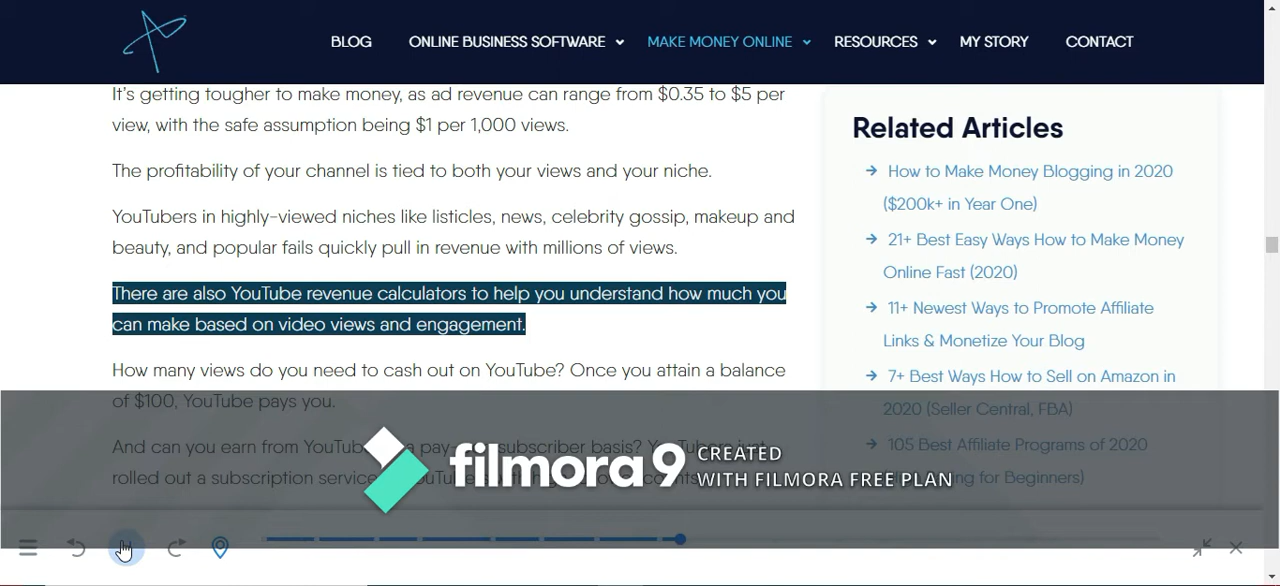 BLOG
ONLINE BUSINESS SOFTWARE
MAKE MONEY ONLINE
RESOURCES
MY STORY
CONTACT
It's getting tougher to make money, as ad revenue can range from $0.35 to $5 per
view, with the safe assumption being $1 per 1,000 views.
The profitability of your channel is tied to both your views and your niche.
YouTubers in highly-viewed niches like listicles, news, celebrity gossip, makeup and
beauty, and popular fails quickly pull in revenue with millions of views.
There are also YouTube revenue calculators to help you understand how much you
can make based on video views and engagement.
How many views do you need to cash out on YouTube? Once you attain a balance
of $100, YouTube pays you.
And can you earn from YouTube pay subscriber basis? YouTubers just
rolled out a subscription service
Related Articles
How to Make Money Blogging in 2020
($200k+ in Year One)
21+ Best Easy Ways How to Make Money
Online Fast (2020)
11+ Newest Ways to Promote Affiliate
Links & Monetize Your Blog
7+ Best Ways How to Sell on Amazon in
2020 (Seller Central, FBA)
105 Best Affiliate Programs of 2020
for Beginners)
filmora9
CREATED
WITH FILMORA FREE PLAN